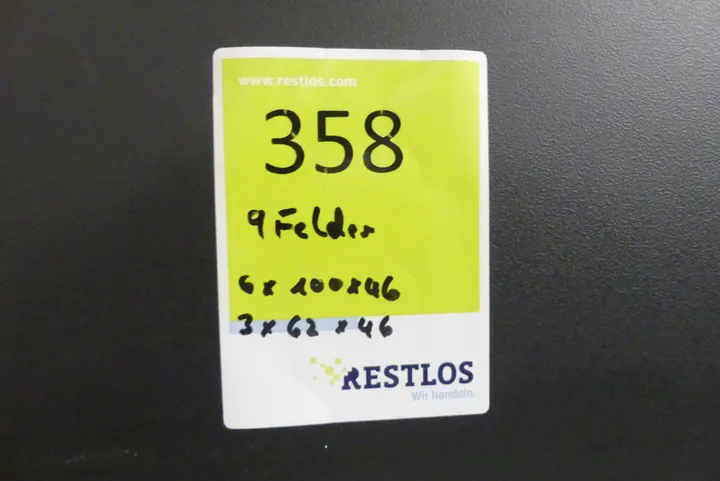 www.restlos.com
358
9 Felder
6 x 100 x 46
3 x 62 x 46
RESTLOS
Wir handeln.